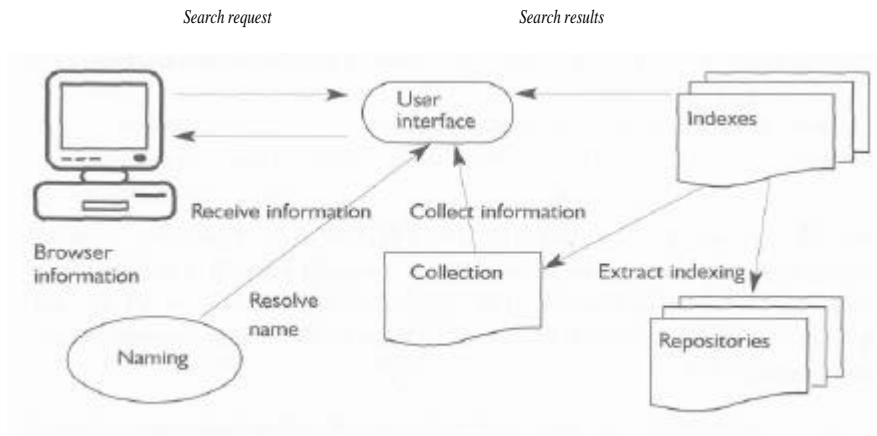 Search request
Search results
User
interface
Indexes
Receive information
Collect information
Browser
information
Collection
Extract indexing
Resolve
name
Repositories
Naming